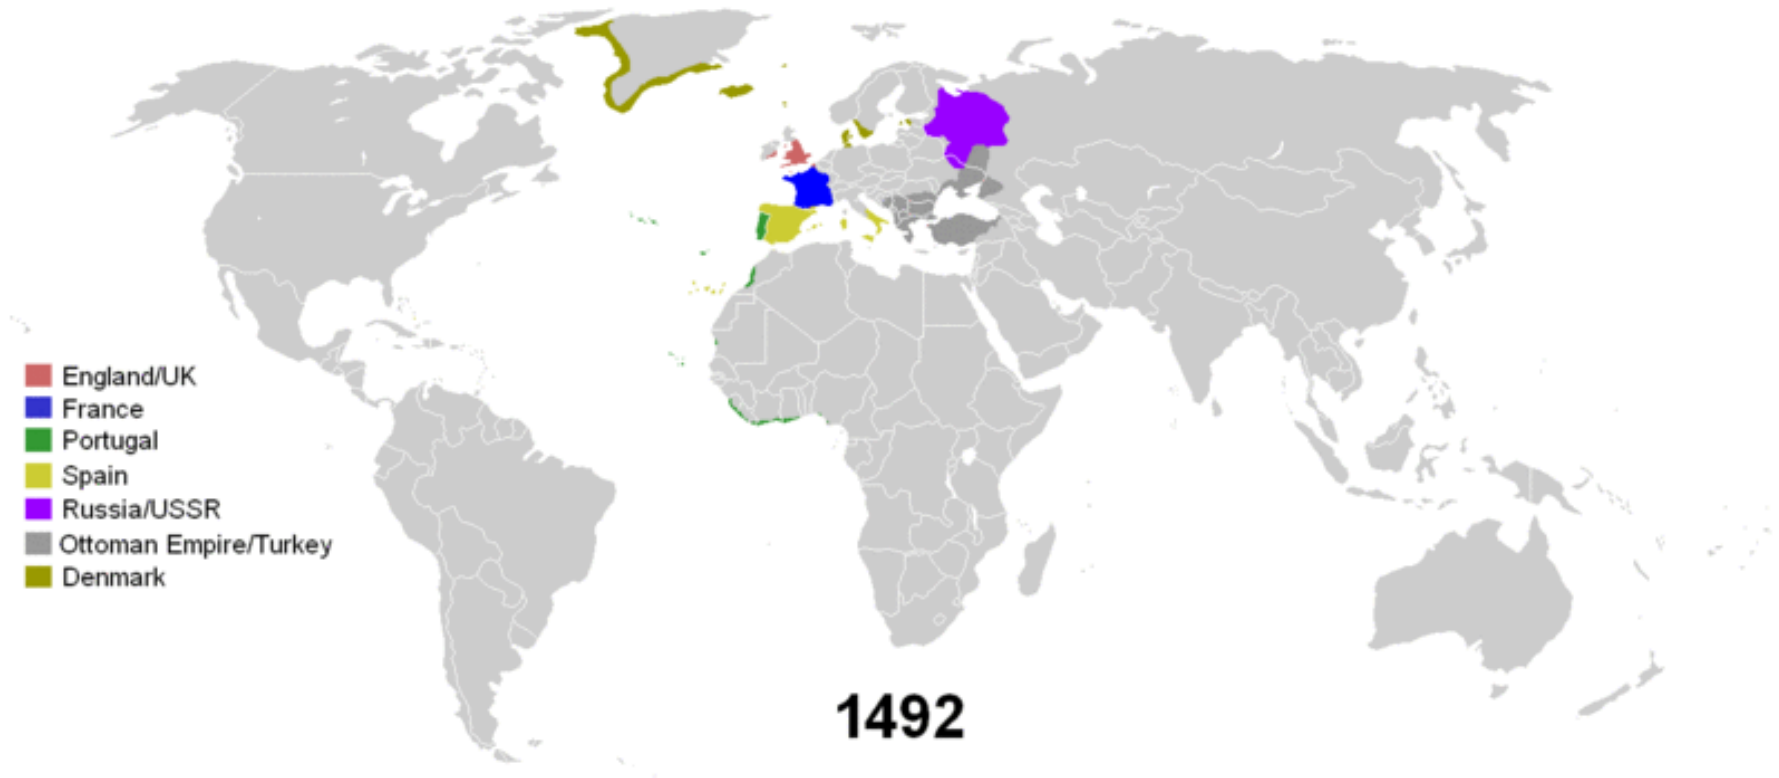 England/UK
France
Portugal
Spain
Russia/USSR
Ottoman Empire/Turkey
Denmark
1492